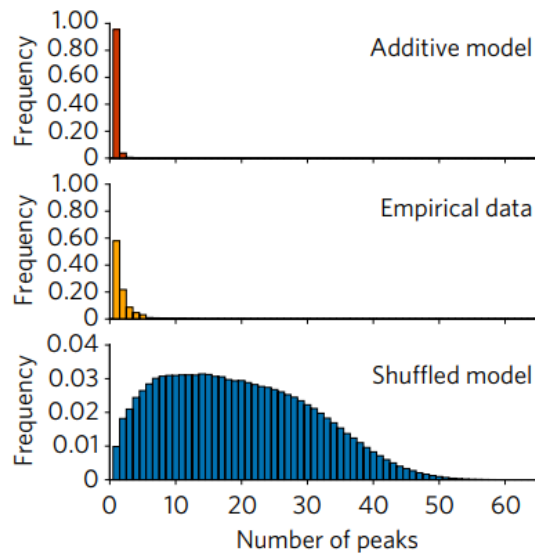 Additive model
Frequency
1.00
0.80
0.60
0.40
0.20
0
Empirical data
Frequency
1.00
0.80
0.60
0.40
0.20
0
Shuffled model
Frequency
0.04
0.03
0.02
0.01
0
0 10 20 30 40 50 60
Number of peaks